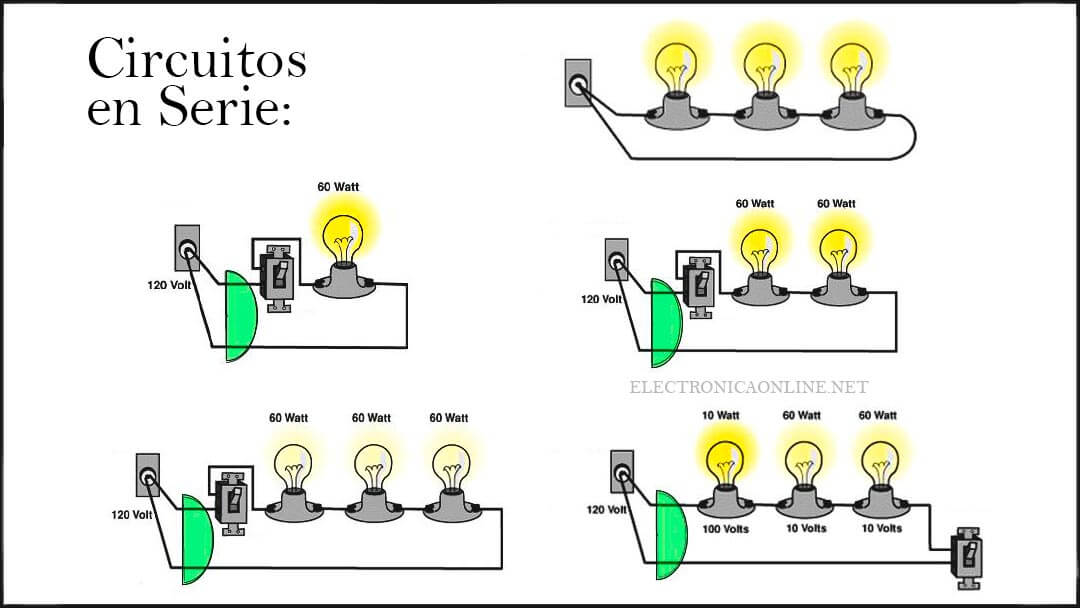 Circuitos
en Serie:
60 Watt
120 Volt
60 Watt 60 Watt
120 Volt
ELECTRONICAONLINE.NET
60 Watt 60 Watt 60 Watt
120 Volt
10 Watt 60 Watt 60 Watt
120 Volt
100 Volts 10 Volts 10 Volts